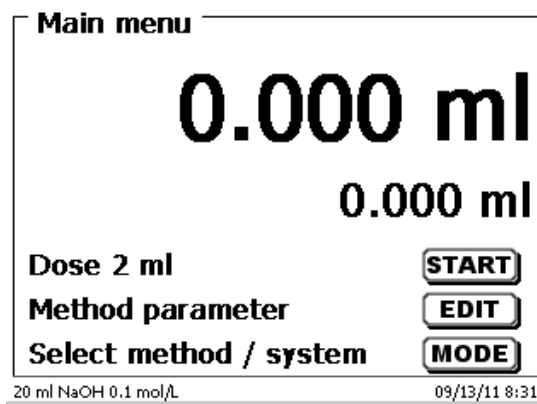 Main menu
0.000 ml
0.000 ml
Dose 2 ml START
Method parameter EDIT
Select method / system MODE
20 ml NaOH 0.1 mol/L 09/13/11 8:31